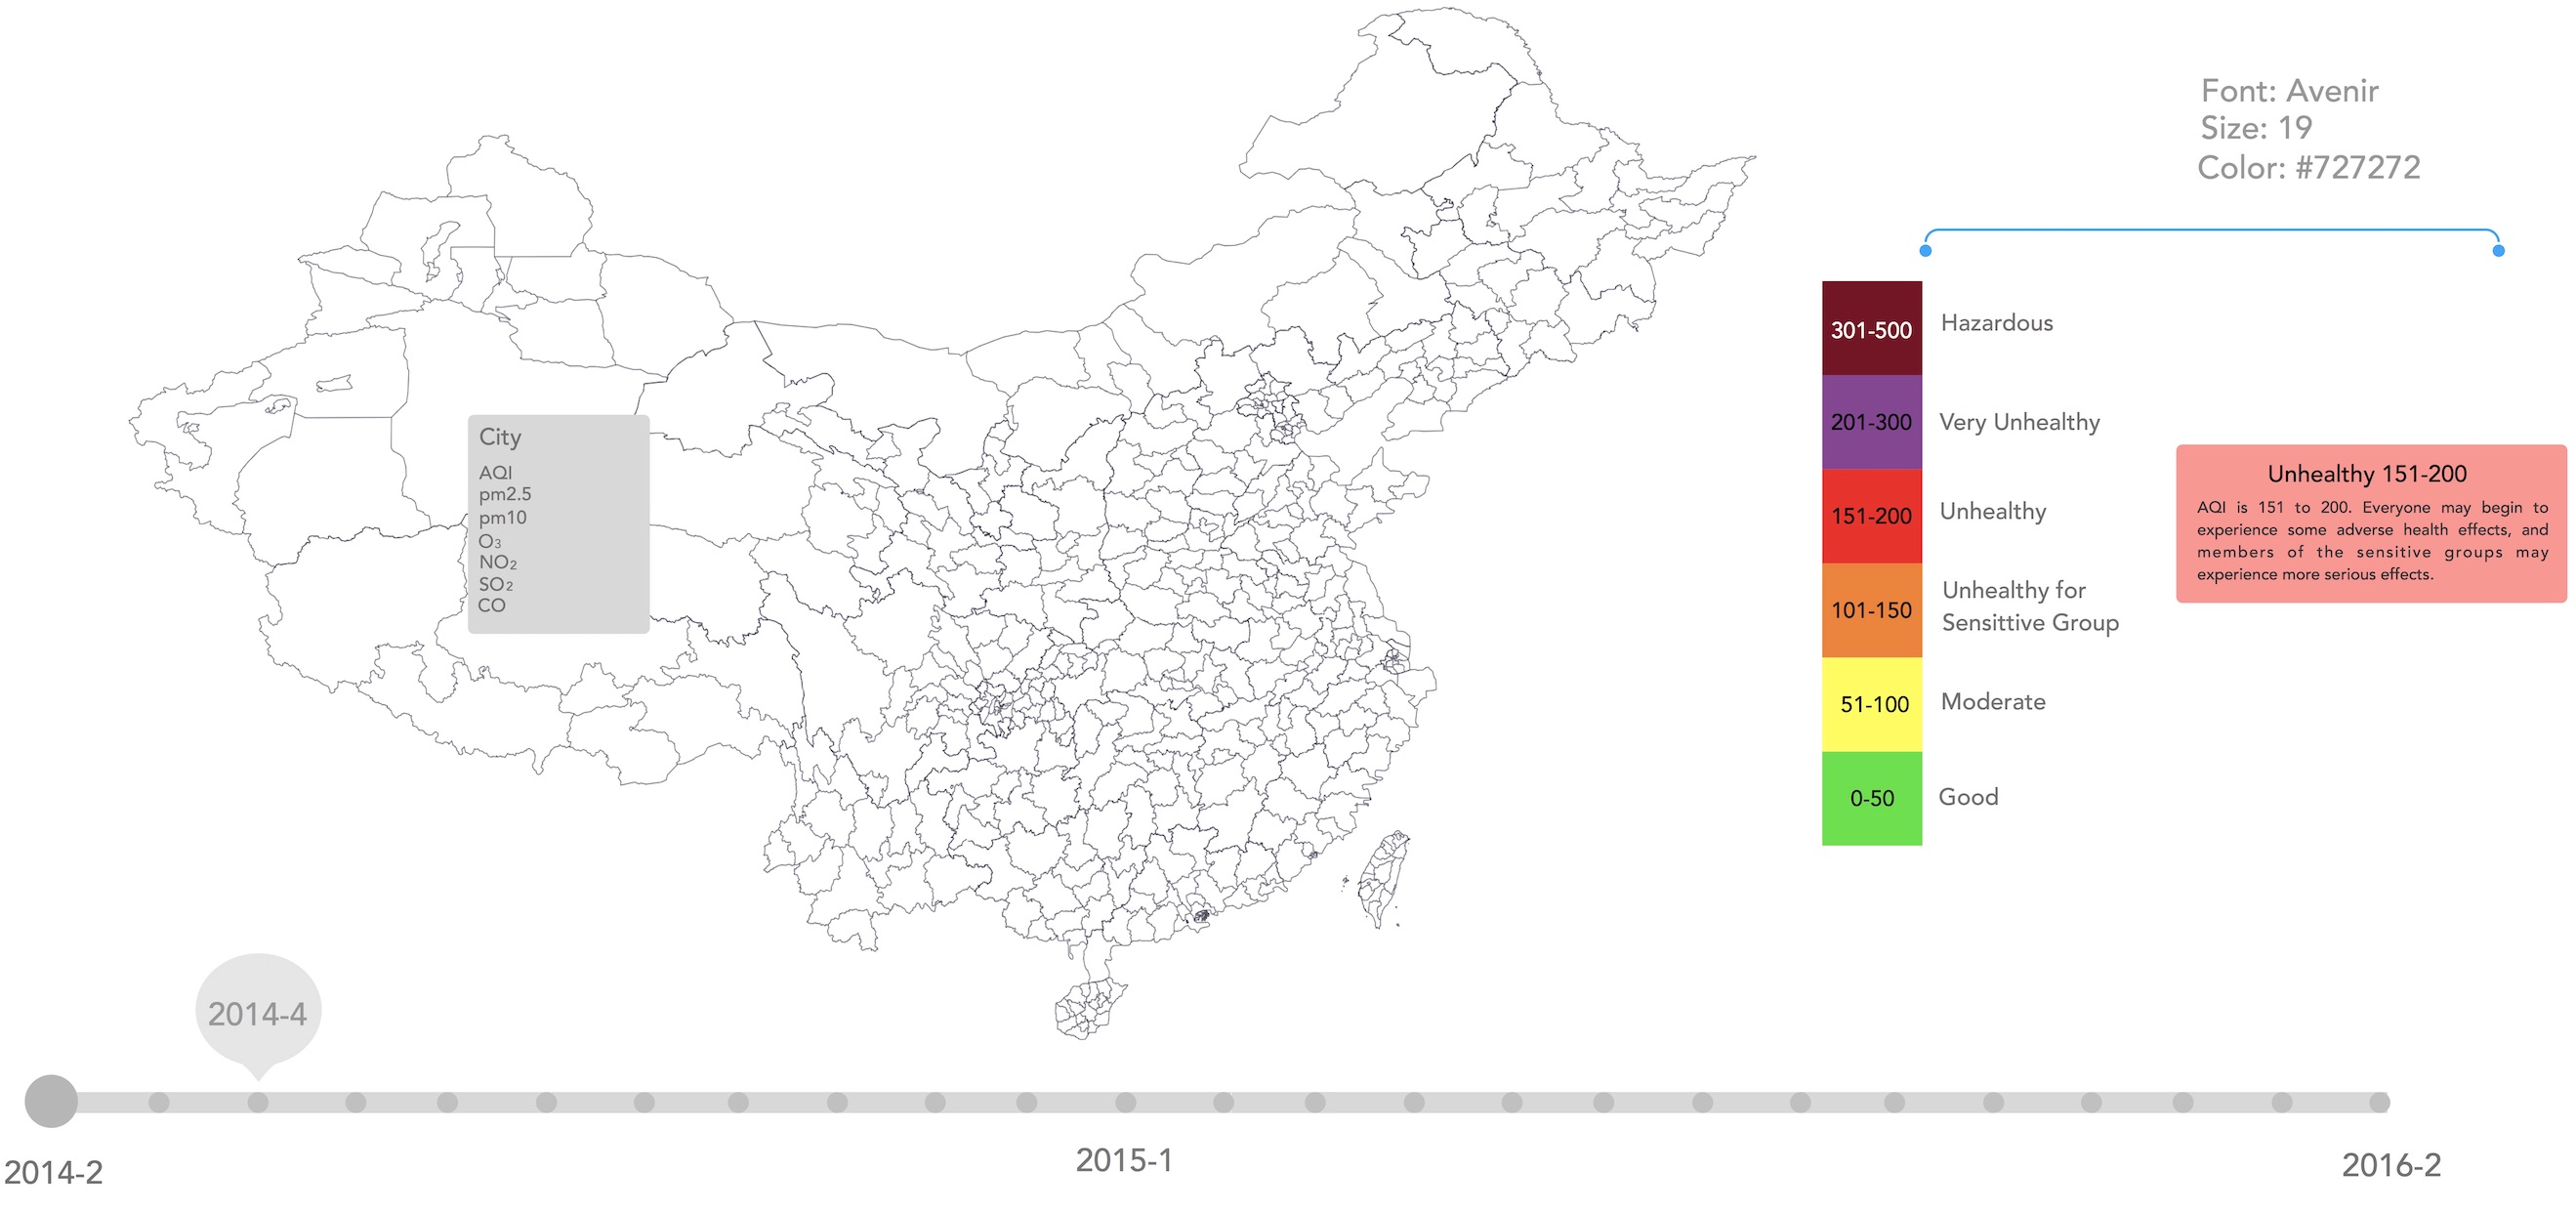 Font: Avenir
Size: 19
Color: #727272
301-500
Hazardous
201-300
Very Unhealthy
151-200
Unhealthy
101-150
Unhealthy for
Sensittive Group
51-100
Moderate
0-50
Good
Unhealthy 151-200
AQI is 151 to 200. Everyone may begin to
experience some adverse health effects, and
members of the sensitive groups may
experience more serious effects.
City
AQI
pm2.5
pm10
O₃
NO₂
SO₂
CO
2014-4
2014-2
2015-1
2016-2